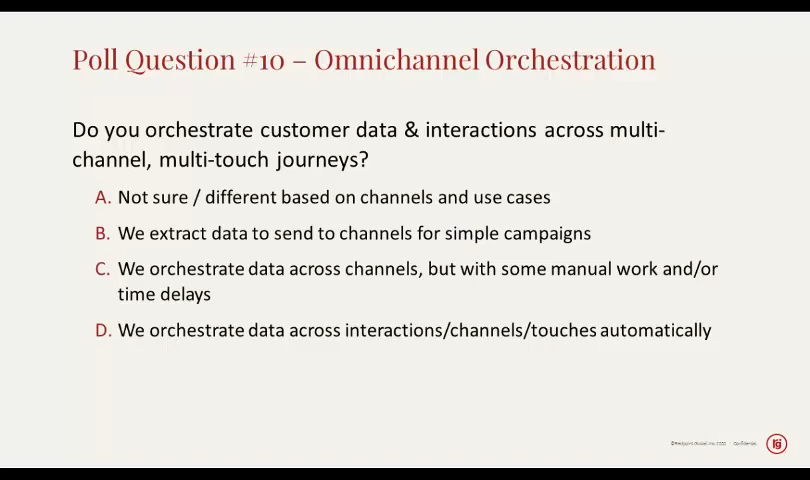 Poll Question #10 – Omnichannel Orchestration
Do you orchestrate customer data & interactions across multi-
channel, multi-touch journeys?
A. Not sure / different based on channels and use cases
B. We extract data to send to channels for simple campaigns
C. We orchestrate data across channels, but with some manual work and/or
time delays
D. We orchestrate data across interactions/channels/touches automatically
Confidential